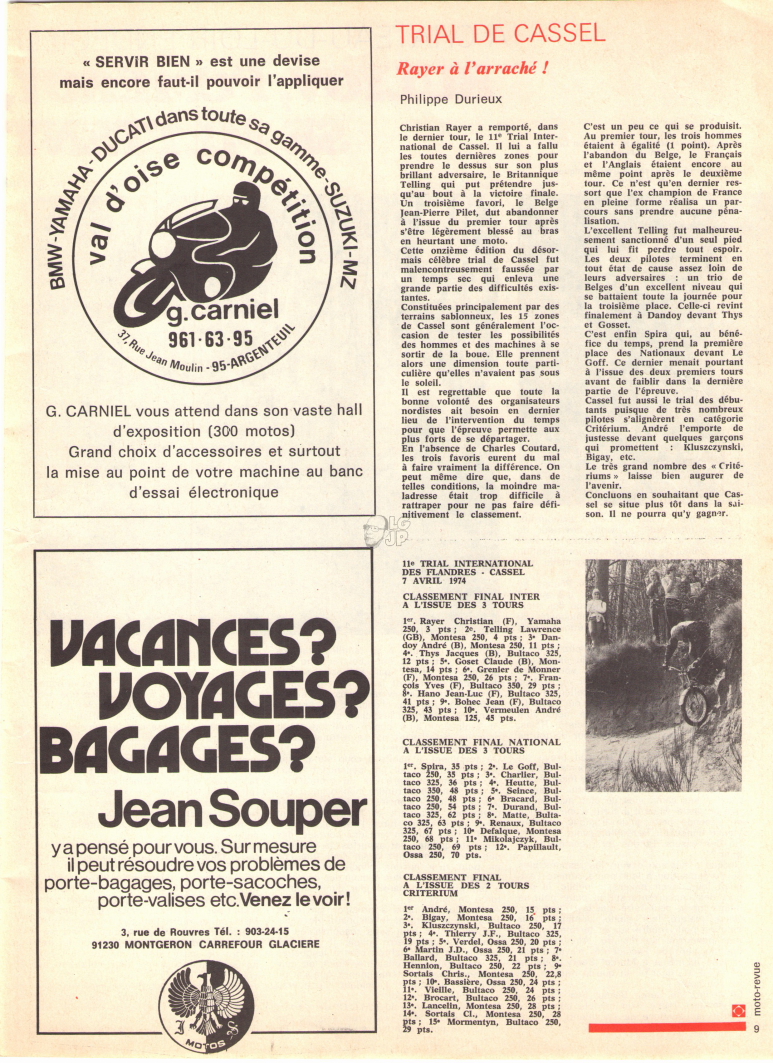 « SERViR BIEN » est une devise
mais encore faut-il pouvoir l'appliquer
BMW-YAMAHA-DUCATI dans toute sa gamme-SUZUKI-MZ
val d'oise compétition
g.carniel
961·63·95
37, Rue Jean Moulin - 95-ARGENTEUIL
G. CARNIEL vous attend dans son vaste hall
d'exposition (300 motos)
Grand choix d'accessoires et surtout
la mise au point de votre machine au banc
d'essai électronique
VACANCES?
VOYAGES?
BAGAGES?
Jean Souper
y a pensé pour vous. Sur mesure
il peut résoudre vos problèmes de
porte-bagages, porte-sacoches,
porte-valises etc. Venez le voir!
3, rue de Rouvres Tél. : 903-24-15
91230 MONTGERON CARREFOUR GLACIERE
MOTOS
TRIAL DE CASSEL
Rayer à l'arraché !
Philippe Durieux
Christian Rayer a remporté, dans
le dernier tour, le 11e Trial Inter-
national de Cassel. Il lui a fallu
les toutes dernières zones pour
prendre le dessus sur son plus
brillant adversaire, le Britannique
Telling qui put prétendre jus-
qu'au bout à la victoire finale.
Un troisième favori, le Belge
Jean-Pierre Pilet, dut abandonner
à l'issue du premier tour après
s'être légèrement blessé au bras
en heurtant une moto.
Cette onzième édition du désor-
mais célèbre trial de Cassel fut
malencontreusement faussée par
un temps sec qui enleva une
grande partie des difficultés exis-
tantes.
Constituées principalement par des
terrains sablonneux, les 15 zones
de Cassel sont généralement l'oc-
casion de tester les possibilités
des hommes et des machines à se
sortir de la boue. Elle prennent
alors une dimension toute parti-
culière qu'elles n'avaient pas sous
le soleil.
Il est regrettable que toute la
bonne volonté des organisateurs
nordistes ait besoin en dernier
lieu de l'intervention du temps
pour que l'épreuve permette aux
plus forts de se départager.
En l'absence de Charles Coutard,
les trois favoris eurent du mal
à faire vraiment la différence. On
peut même dire que, dans de
telles conditions, la moindre ma-
ladresse était trop difficile à
rattraper pour ne pas faire défi-
nitivement le classement.
C'est un peu ce qui se produisit.
Au premier tour, les trois hommes
étaient à égalité (1 point). Après
l'abandon du Belge, le Français
et l'Anglais étaient encore au
même point après le deuxième
tour. Ce n'est qu'en dernier res-
sort que l'ex champion de France
en pleine forme réalisa un par-
cours sans prendre aucune péna-
lisation.
L'excellent Telling fut malheureu-
sement sanctionné d'un seul pied
qui lui fit perdre tout espoir.
Les deux pilotes terminent en
tout état de cause assez loin de
leurs adversaires : un trio de
Belges d'un excellent niveau qui
se battaient toute la journée pour
la troisième place. Celle-ci revint
finalement à Dandoy devant Thys
et Gosset.
C'est enfin Spira qui, au béné-
fice du temps, prend la première
place des Nationaux devant Le
Goff. Ce dernier menait pourtant
à l'issue des deux premiers tours
avant de faiblir dans la dernière
partie de l'épreuve.
Cassel fut aussi le trial des débu-
tants puisque de très nombreux
pilotes s'alignèrent en catégorie
Critérium. André l'emporte de
justesse devant quelques garçons
qui promettent : Kluszczynski,
Bigay, etc.
Le très grand nombre des « Crité-
riums » laisse bien augurer de
l'avenir.
Concluons en souhaitant que Cas-
sel se situe plus tôt dans la sai-
son. Il ne pourra qu'y gagner.
LG
JP
11e TRIAL INTERNATIONAL
DES FLANDRES - CASSEL
7 AVRIL 1974
CLASSEMENT FINAL INTER
A L'ISSUE DES 3 TOURS
1er. Rayer Christian (F), Yamaha
250, 3 pts ; 2e. Telling Lawrence
(GB), Montesa 250, 4 pts ; 3e Dan-
doy André (B), Montesa 250, 11 pts ;
4e. Thys Jacques (B), Bultaco 325,
12 pts ; 5e. Goset Claude (B), Mon-
tesa, 14 pts ; 6e. Grenier de Monner
(F), Montesa 250, 26 pts ; 7e. Fran-
çois Yves (F), Bultaco 350, 29 pts ;
8e. Hano Jean-Luc (F), Bultaco 325,
41 pts ; 9e. Bohec Jean (F), Bultaco
325, 43 pts ; 10e. Vermeulen André
(B), Montesa 125, 45 pts.
CLASSEMENT FINAL NATIONAL
A L'ISSUE DES 3 TOURS
1er. Spira, 35 pts ; 2e. Le Goff, Bul-
taco 250, 35 pts ; 3e. Charlier, Bul-
taco 325, 36 pts ; 4e. Heutte, Bul-
taco 350, 48 pts ; 5e. Seince, Bul-
taco 250, 48 pts ; 6e Bracard, Bul-
taco 250, 54 pts ; 7e. Durand, Bul-
taco 325, 62 pts ; 8e. Matte, Bulta-
co 325, 63 pts ; 9e. Renaux, Bultaco
325, 67 pts ; 10e Defalque, Montesa
250, 68 pts ; 11e Mikolajczyk, Bul-
taco 250, 69 pts ; 12e. Papillault,
Ossa 250, 70 pts.
CLASSEMENT FINAL
A L'ISSUE DES 2 TOURS
CRITERIUM
1er André, Montesa 250, 15 pts ;
2e. Bigay, Montesa 250, 16 pts ;
3e. Kluszczynski, Bultaco 250, 17
pts ; 4e. Thierry J.F., Bultaco 325,
19 pts ; 5e. Verdel, Ossa 250, 20 pts ;
6e Martin J.D., Ossa 250, 21 pts ; 7e
Ballard, Bultaco 325, 21 pts ; 8e.
Hennion, Bultaco 250, 22 pts ; 9e
Sortais Chris., Montesa 250, 22,8
pts ; 10e. Bassière, Ossa 250, 24 pts ;
11e. Vieille, Bultaco 250, 24 pts ;
12e. Brocart, Bultaco 250, 26 pts ;
13e. Lancelin, Montesa 250, 28 pts ;
14e. Sortais Cl., Montesa 250, 28
pts ; 15e Mormentyn, Bultaco 250,
29 pts.
moto-revue
9